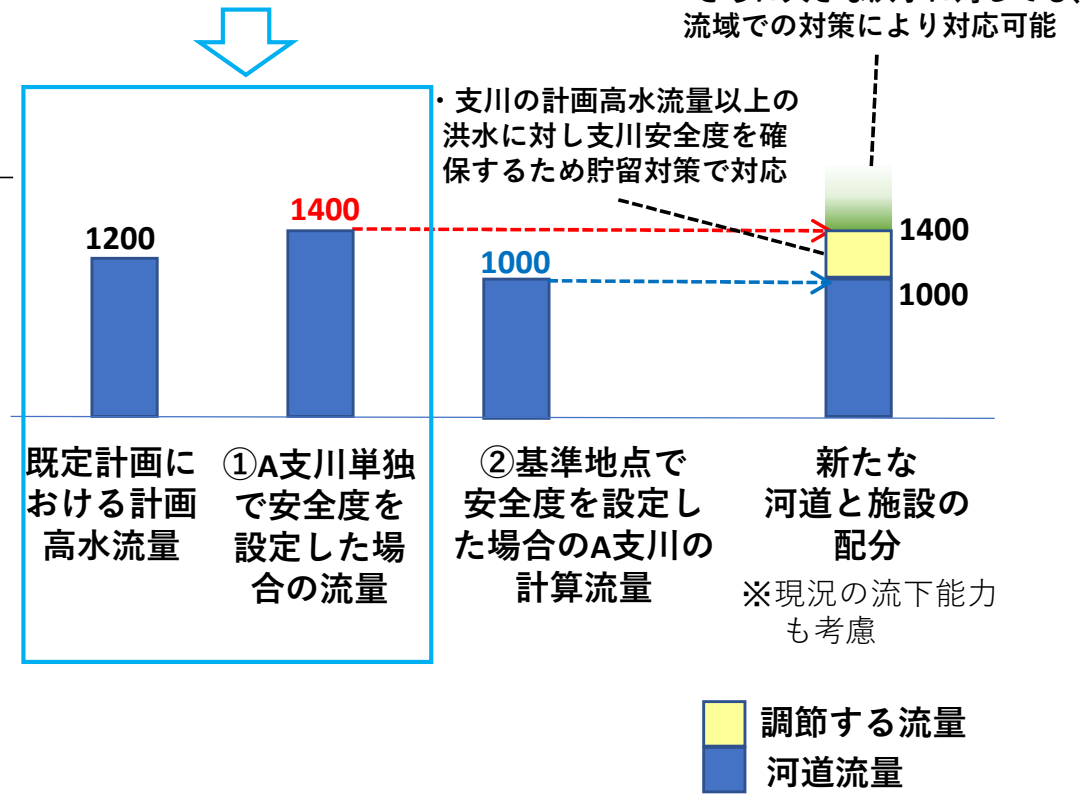 流域での対策により対応可能
・支川の計画高水流量以上の
洪水に対し支川安全度を確
保するため貯留対策で対応
1200
1400
1000
1400
1000
既定計画に
おける計画
高水流量
①A支川単独
で安全度を
設定した場
合の流量
②基準地点で
安全度を設定し
た場合のA支川の
計算流量
新たな
河道と施設の
配分
※現況の流下能力
も考慮
調節する流量
河道流量